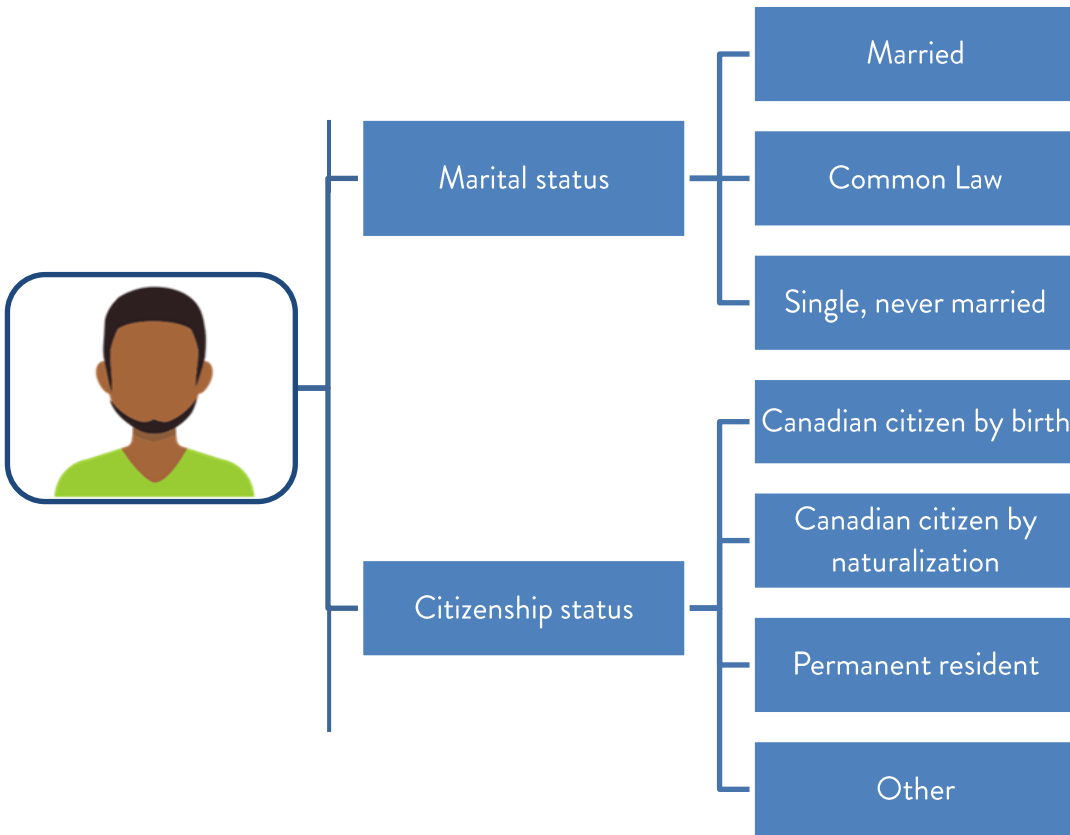 Married
Marital status
Common Law
Single, never married
Canadian citizen by birth
Canadian citizen by
naturalization
Citizenship status
Permanent resident
Other